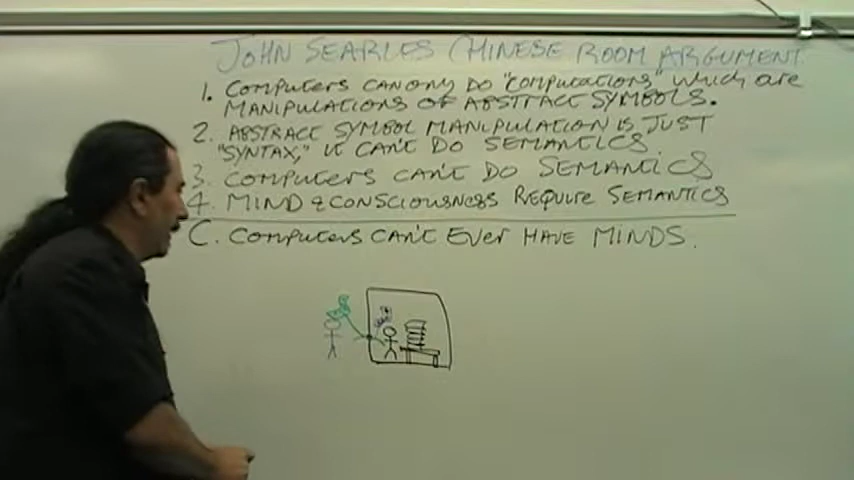 JOHN SEARLES CHINESE ROOM ARGUMENT
1. COMPUTERS CAN ONLY DO "COMPUTATIONS" WHICH ARE
MANIPULATIONS OF ABSTRACT SYMBOLS.
2. ABSTRACT SYMBOL MANIPULATION IS JUST
"SYNTAX," IT CAN'T DO SEMANTICS.
3. COMPUTERS CAN'T DO SEMANTICS
4. MIND & CONSCIOUSNESS REQUIRE SEMANTICS
C. COMPUTERS CAN'T EVER HAVE MINDS.